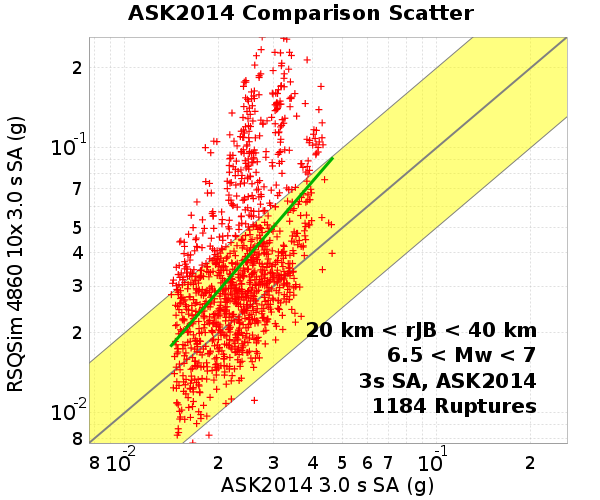 ASK2014 Comparison Scatter
RSQSim 4860 10x 3.0 s SA (g)
2
10-1
7
5
4
3
2
10-2
8
20 km < rJB < 40 km
6.5 < Mw < 7
3s SA, ASK2014
1184 Ruptures
8 10-2 2 3 4 5 6 7 10-1 2
ASK2014 3.0 s SA (g)